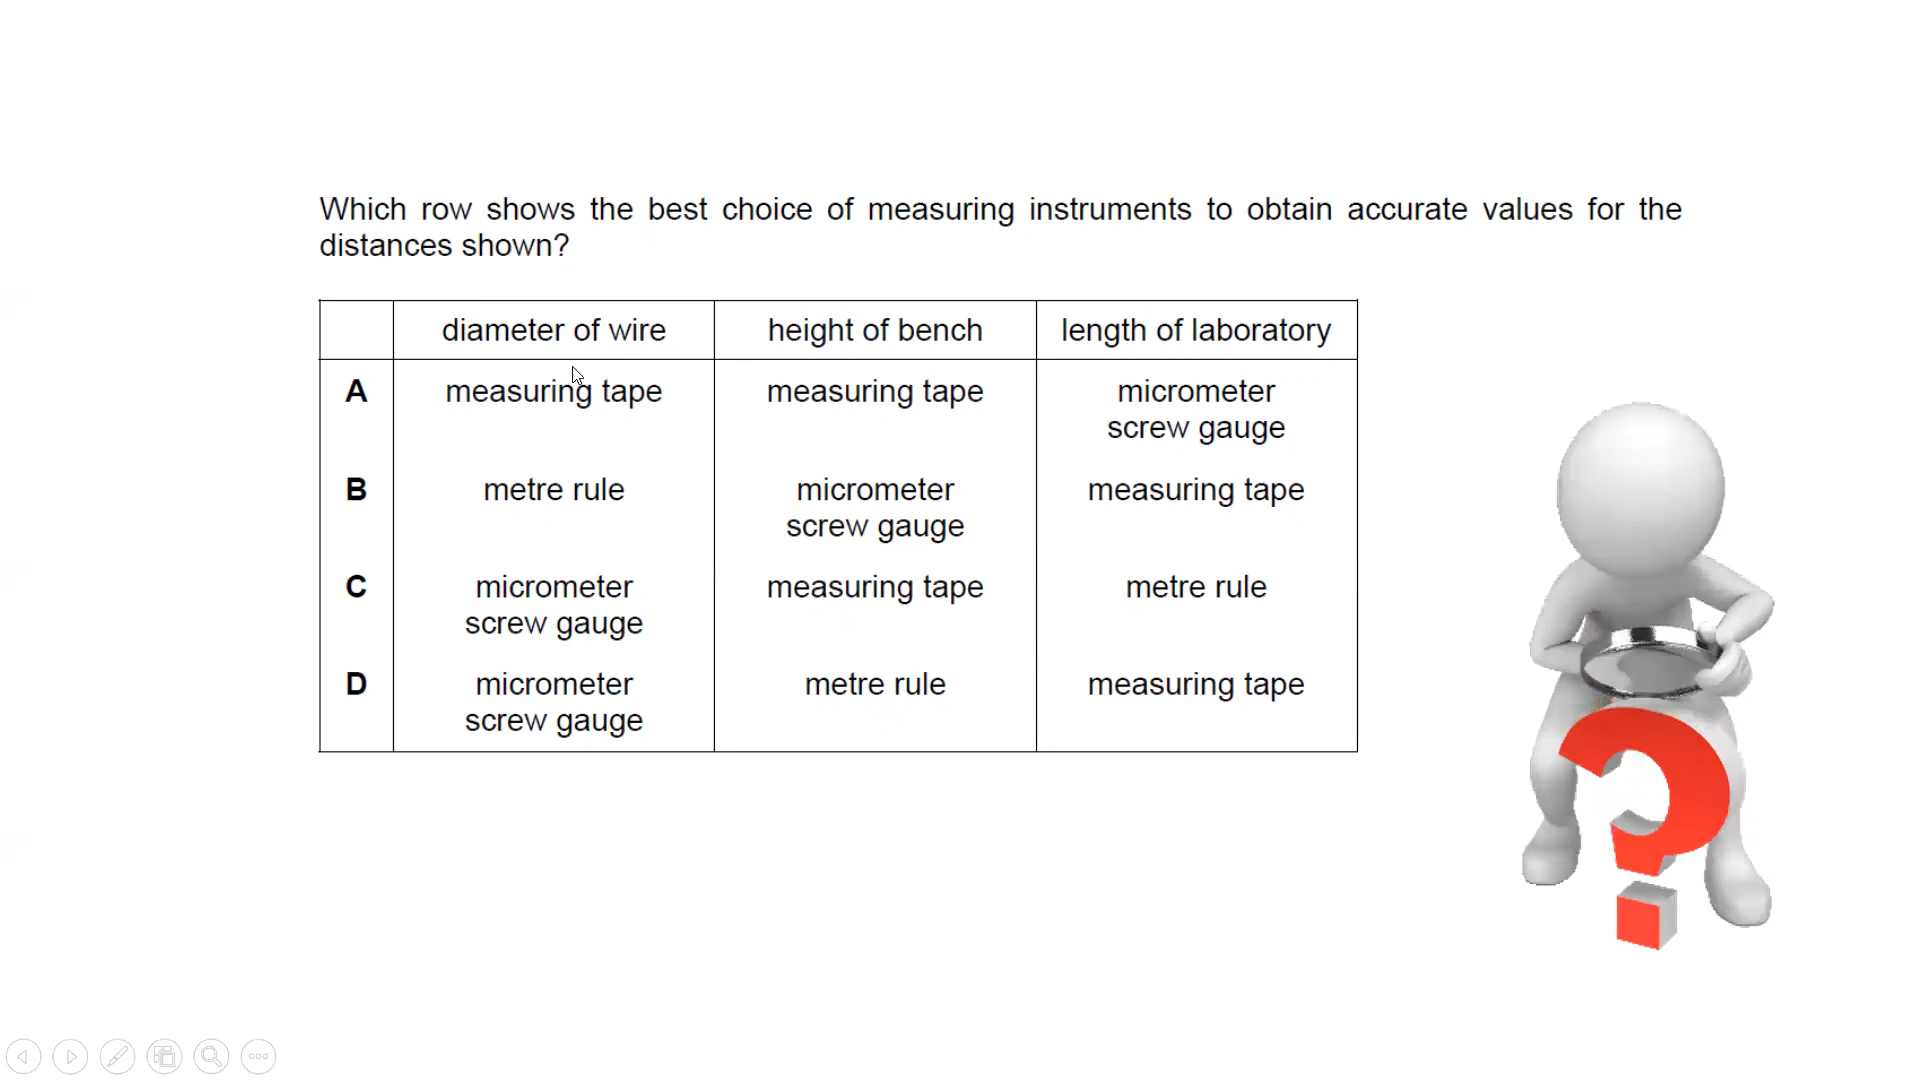 Which row shows the best choice of measuring instruments to obtain accurate values for the
distances shown?
diameter of wire height of bench length of laboratory
A measuring tape measuring tape micrometer
screw gauge
B metre rule micrometer measuring tape
screw gauge
C micrometer measuring tape metre rule
screw gauge
D micrometer metre rule measuring tape
screw gauge
?